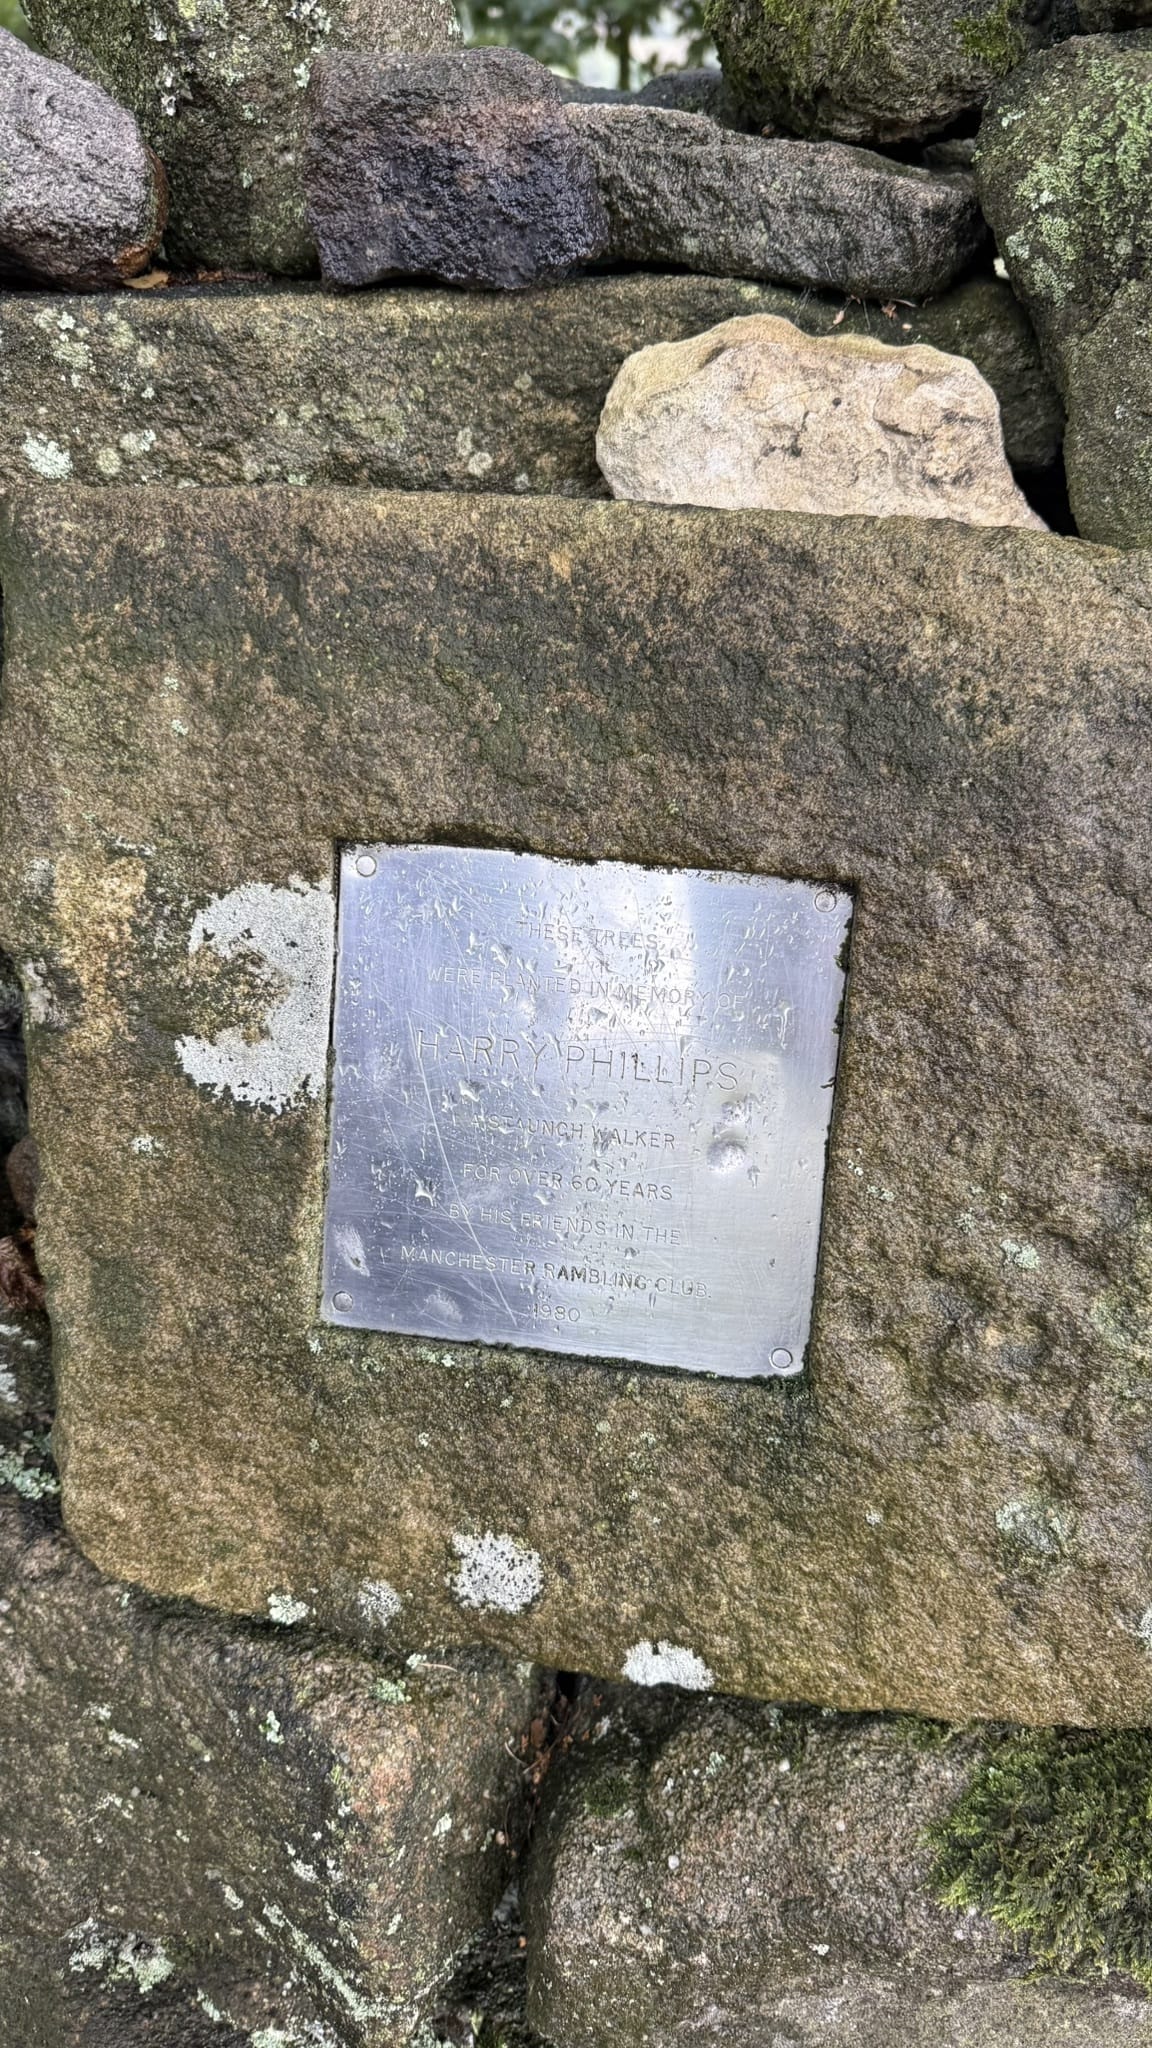 THESE TREES
WERE PLANTED IN MEMORY OF
HARRY PHILLIPS
A STAUNCH WALKER
FOR OVER 60 YEARS
BY HIS FRIENDS IN THE
MANCHESTER RAMBLING CLUB.
1980